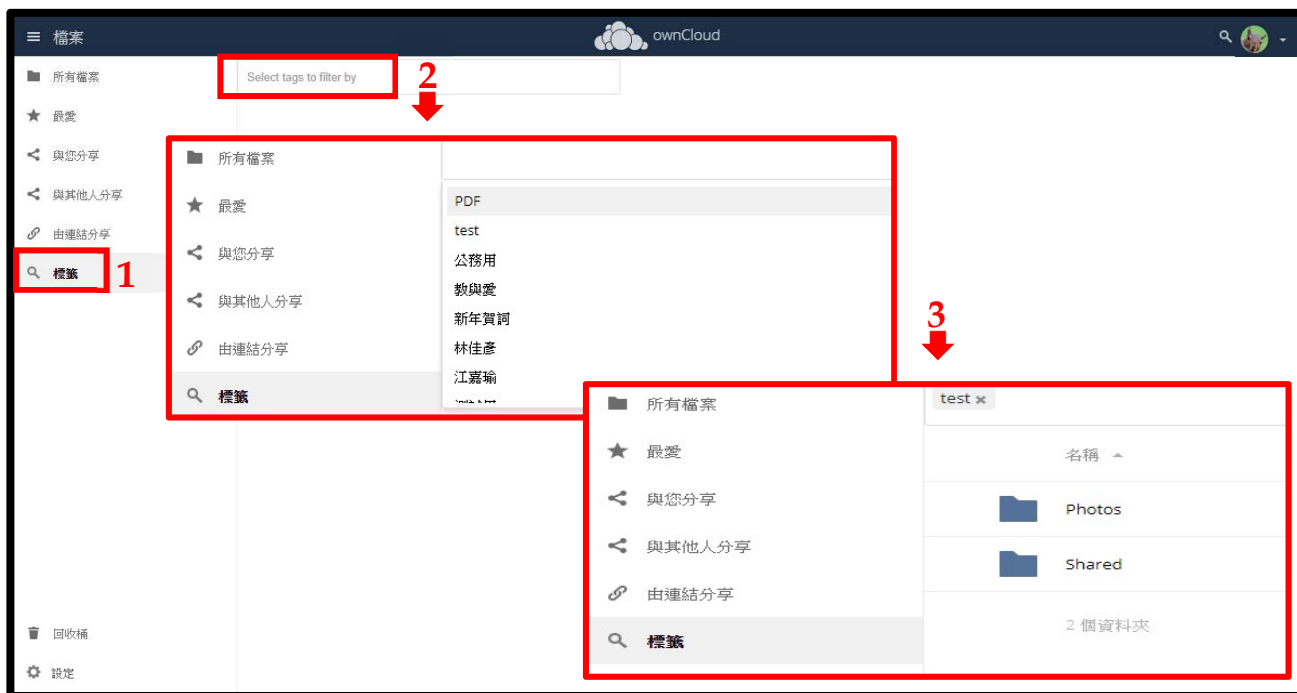 檔案
ownCloud
所有檔案
最愛
與您分享
與其他人分享
由連結分享
標籤
1
回收桶
設定
Select tags to filter by
2
所有檔案
最愛
與您分享
與其他人分享
由連結分享
標籤
PDF
test
公務用
教與愛
新年賀詞
林佳彥
江嘉瑜
3
所有檔案
最愛
與您分享
與其他人分享
由連結分享
標籤
test ×
名稱
Photos
Shared
2 個資料夾